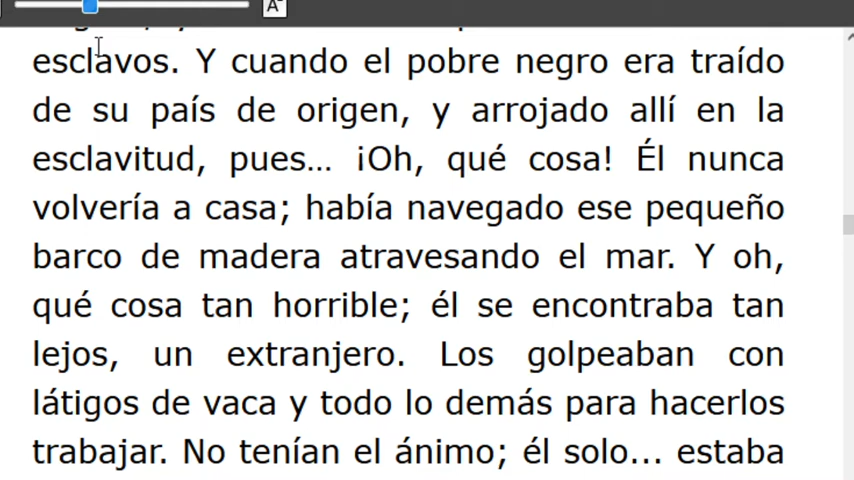 A
esclavos. Y cuando el pobre negro era traído
de su país de origen, y arrojado allí en la
esclavitud, pues… ¡Oh, qué cosa! Él nunca
volvería a casa; había navegado ese pequeño
barco de madera atravesando el mar. Y oh,
qué cosa tan horrible; él se encontraba tan
lejos, un extranjero. Los golpeaban con
látigos de vaca y todo lo demás para hacerlos
trabajar. No tenían el ánimo; él solo... estaba